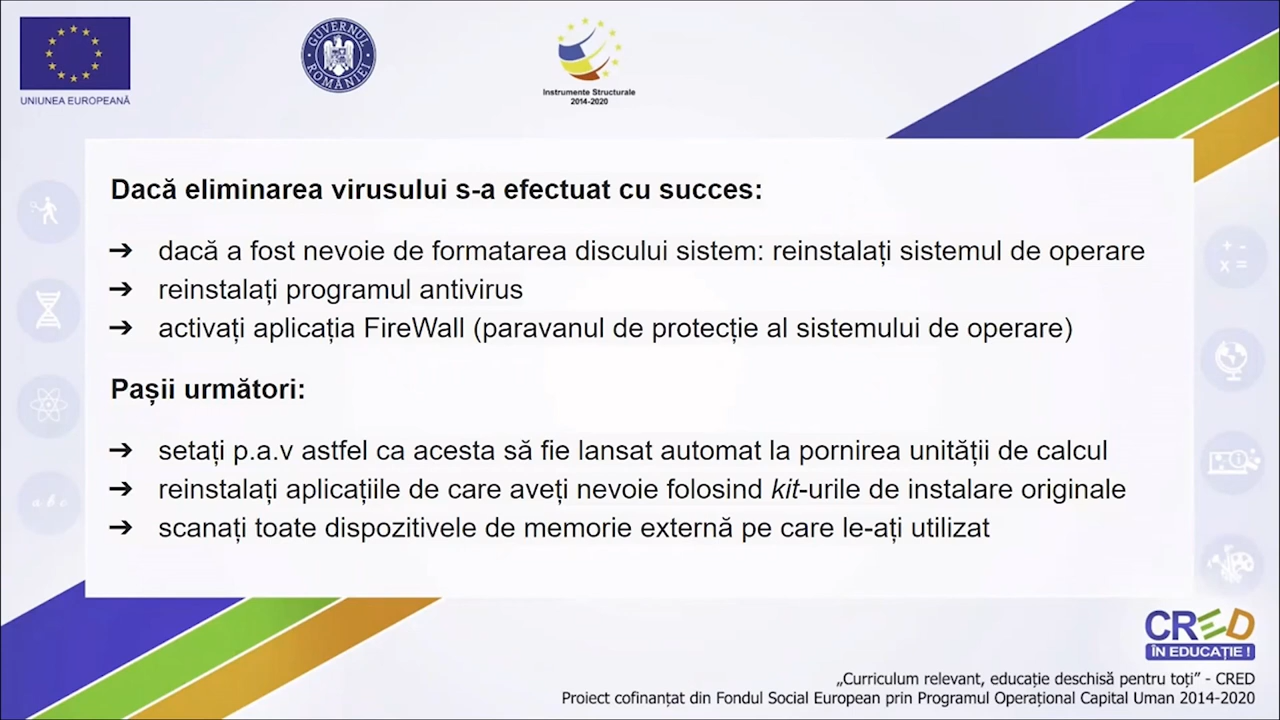 UNIUNEA EUROPEANĂ
GUVERNUL ROMÂNIEI
Instrumente Structurale
2014-2020
Dacă eliminarea virusului s-a efectuat cu succes:
➔ dacă a fost nevoie de formatarea discului sistem: reinstalați sistemul de operare
➔ reinstalați programul antivirus
➔ activați aplicația FireWall (paravanul de protecție al sistemului de operare)
Pașii următori:
➔ setați p.a.v astfel ca acesta să fie lansat automat la pornirea unității de calcul
➔ reinstalați aplicațiile de care aveți nevoie folosind kit-urile de instalare originale
➔ scanați toate dispozitivele de memorie externă pe care le-ați utilizat
abc
+ -
x =
CRED
ÎN EDUCAȚIE !
„Curriculum relevant, educație deschisă pentru toți” - CRED
Proiect cofinanțat din Fondul Social European prin Programul Operațional Capital Uman 2014-2020